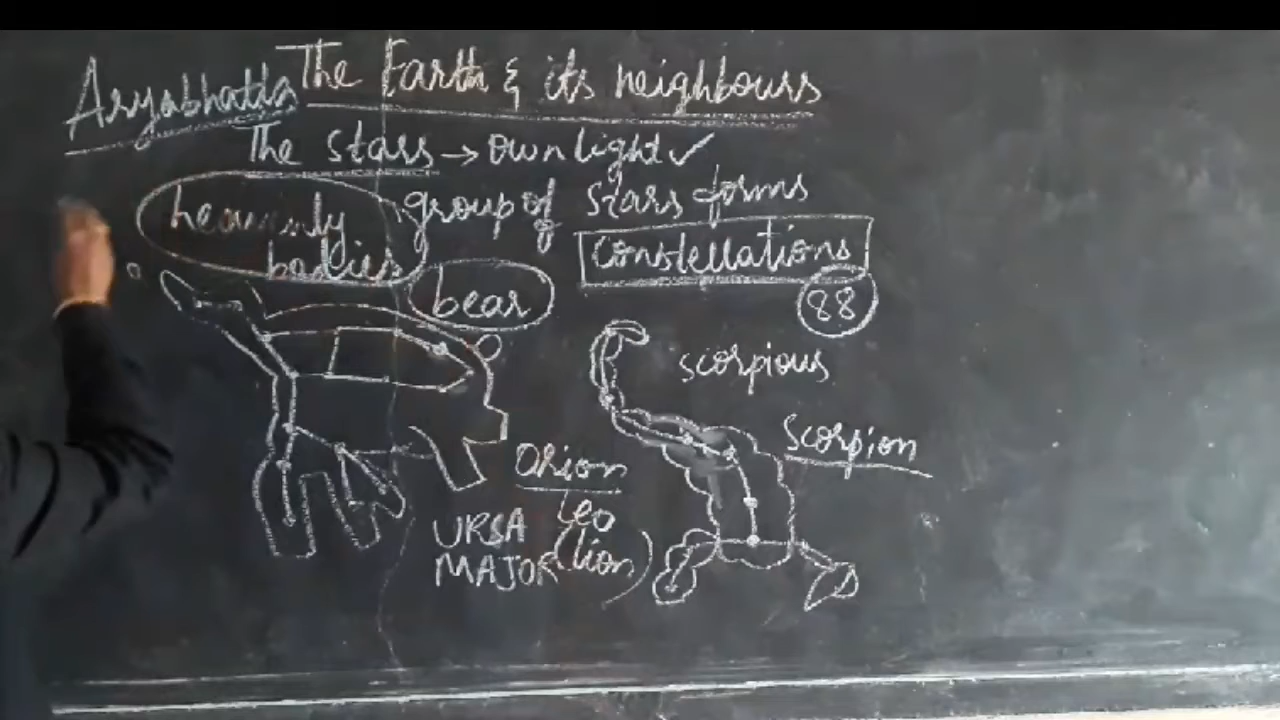 Aryabhatta The Earth & its neighbours
The stars → own light ✓
heavenly bodies
group of stars forms
Constellations
88
bear
scorpious
Scorpion
Orion
Leo
(lion)
URSA
MAJOR